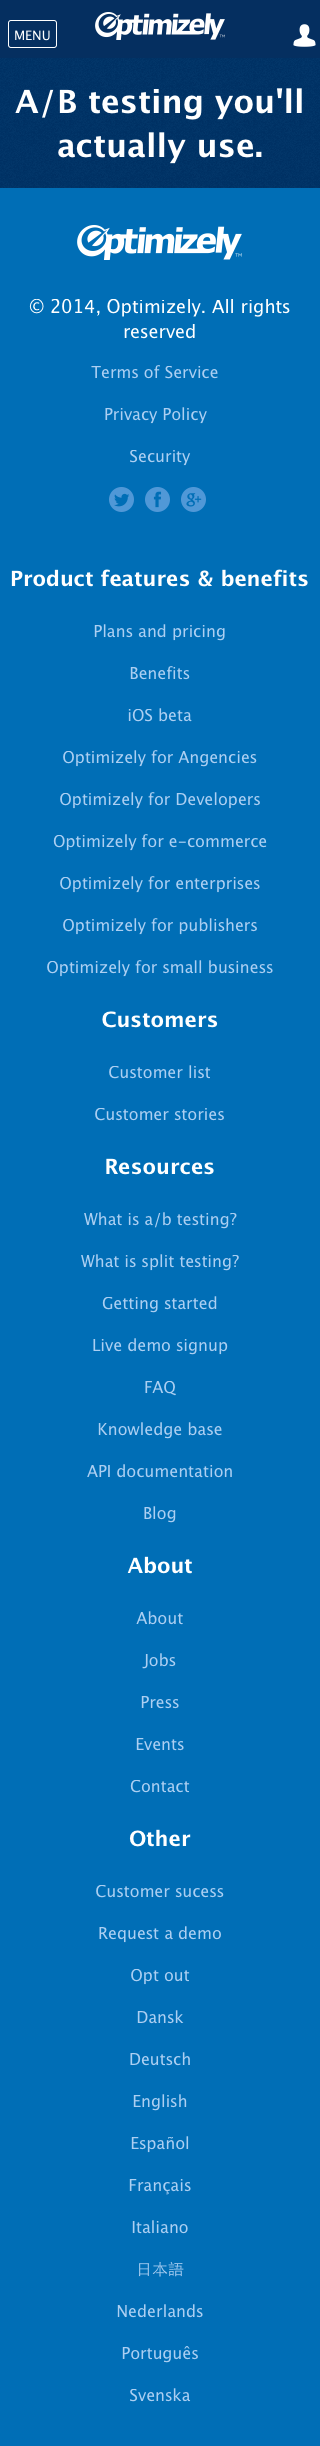 MENU
Optimizely
A/B testing you'll
actually use.
Optimizely
© 2014, Optimizely. All rights
reserved
Terms of Service
Privacy Policy
Security
Product features & benefits
Plans and pricing
Benefits
iOS beta
Optimizely for Angencies
Optimizely for Developers
Optimizely for e-commerce
Optimizely for enterprises
Optimizely for publishers
Optimizely for small business
Customers
Customer list
Customer stories
Resources
What is a/b testing?
What is split testing?
Getting started
Live demo signup
FAQ
Knowledge base
API documentation
Blog
About
About
Jobs
Press
Events
Contact
Other
Customer sucess
Request a demo
Opt out
Dansk
Deutsch
English
Español
Français
Italiano
日本語
Nederlands
Português
Svenska